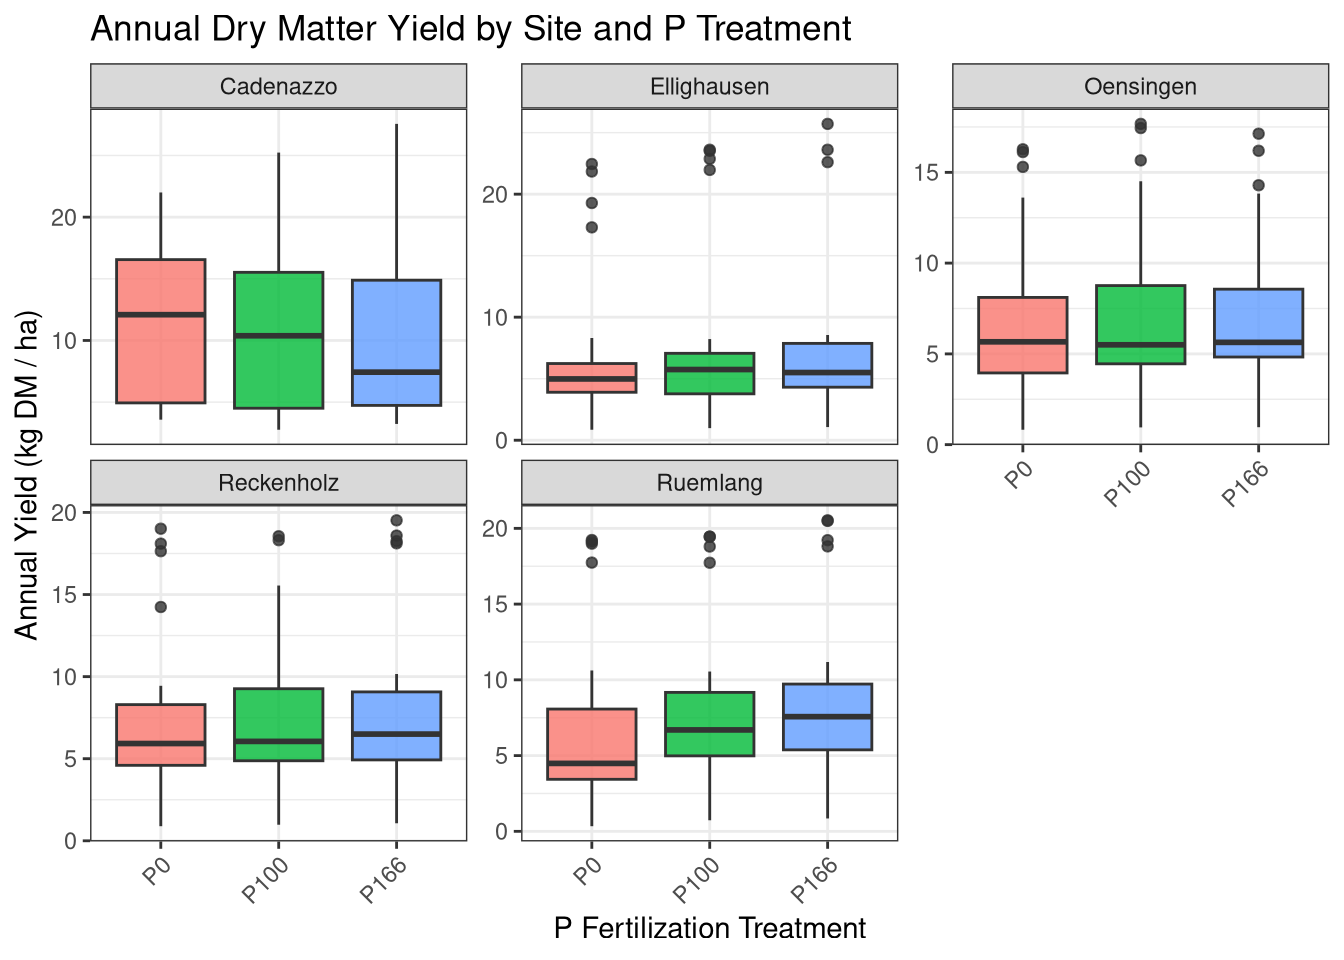 Annual Dry Matter Yield by Site and P Treatment
Cadenazzo
Ellighausen
Oensingen
20
10
20
10
0
15
10
5
0
P0
P100
P166
Annual Yield (kg DM / ha)
Reckenholz
Ruemlang
20
15
10
5
0
20
15
10
5
0
P0
P100
P166
P0
P100
P166
P Fertilization Treatment